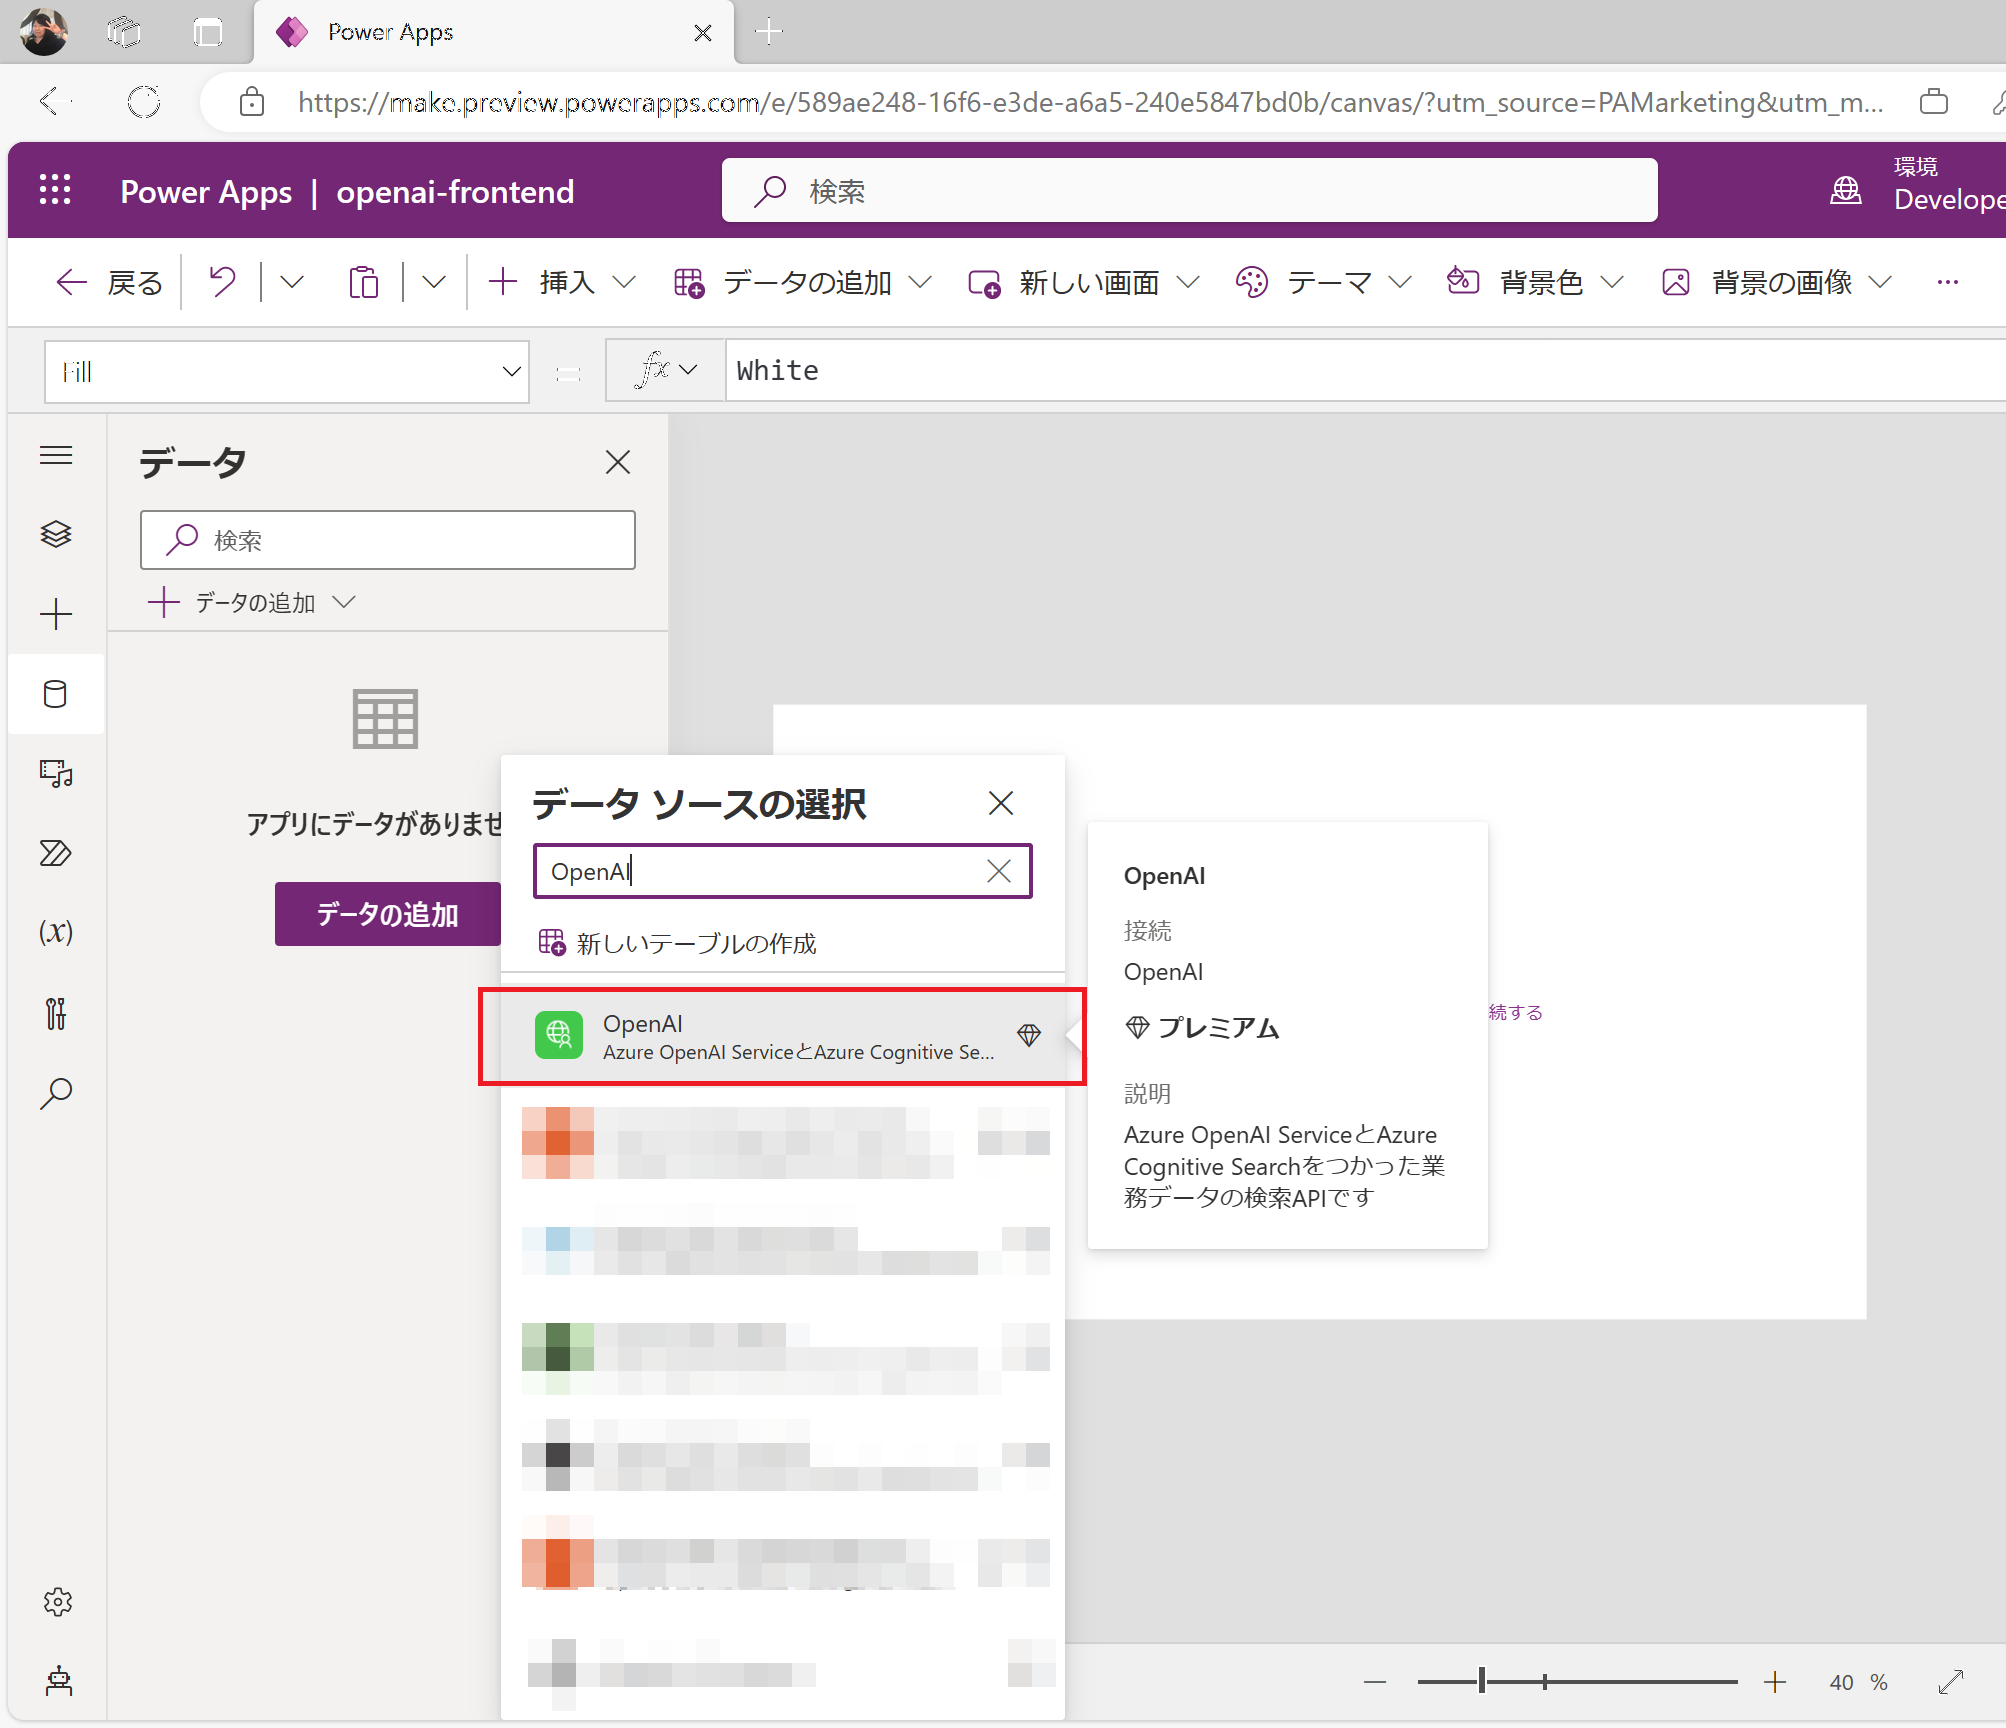 Power Apps
https://make.preview.powerapps.com/e/589ae248-16f6-e3de-a6a5-240e5847bd0b/canvas/?utm_source=PAMarketing&utm_m...
Power Apps | openai-frontend
検索
環境
Develope
戻る
挿入
データの追加
新しい画面
テーマ
背景色
背景の画像
...
Fill
=
fx
White
データ
検索
データの追加
アプリにデータがありませ
データの追加
データ ソースの選択
OpenAI
新しいテーブルの作成
OpenAI
Azure OpenAI ServiceとAzure Cognitive Se...
OpenAI
接続
OpenAI
プレミアム
説明
Azure OpenAI ServiceとAzure
Cognitive Searchをつかった業
務データの検索APIです
続する
(x)
40 %